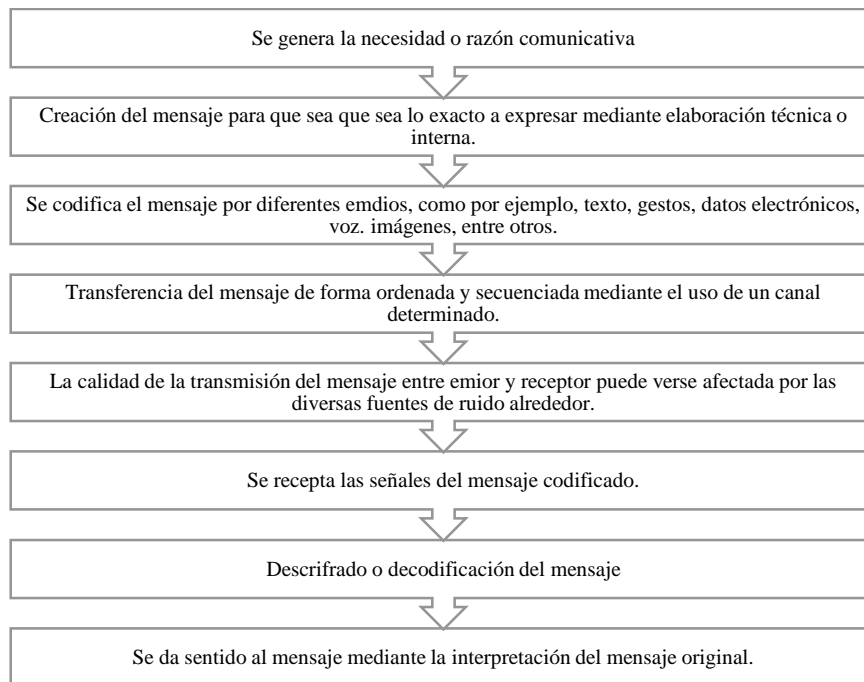 Se genera la necesidad o razón comunicativa
Creación del mensaje para que sea que sea lo exacto a expresar mediante elaboración técnica o
interna.
Se codifica el mensaje por diferentes emdios, como por ejemplo, texto, gestos, datos electrónicos,
voz. imágenes, entre otros.
Transferencia del mensaje de forma ordenada y secuenciada mediante el uso de un canal
determinado.
La calidad de la transmisión del mensaje entre emior y receptor puede verse afectada por las
diversas fuentes de ruido alrededor.
Se recepta las señales del mensaje codificado.
Descrifrado o decodificación del mensaje
Se da sentido al mensaje mediante la interpretación del mensaje original.